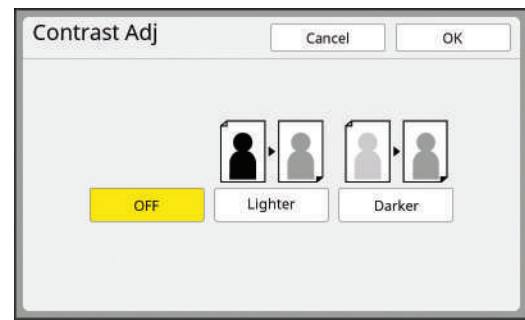 Contrast Adj
Cancel
OK
OFF
Lighter
Darker